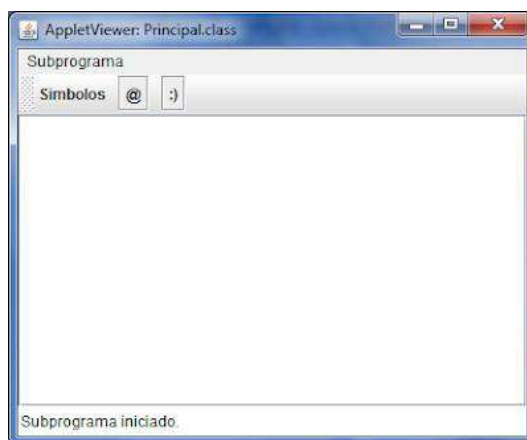 AppletViewer: Principal.class
Subprograma
Simbolos @ :)
Subprograma iniciado.